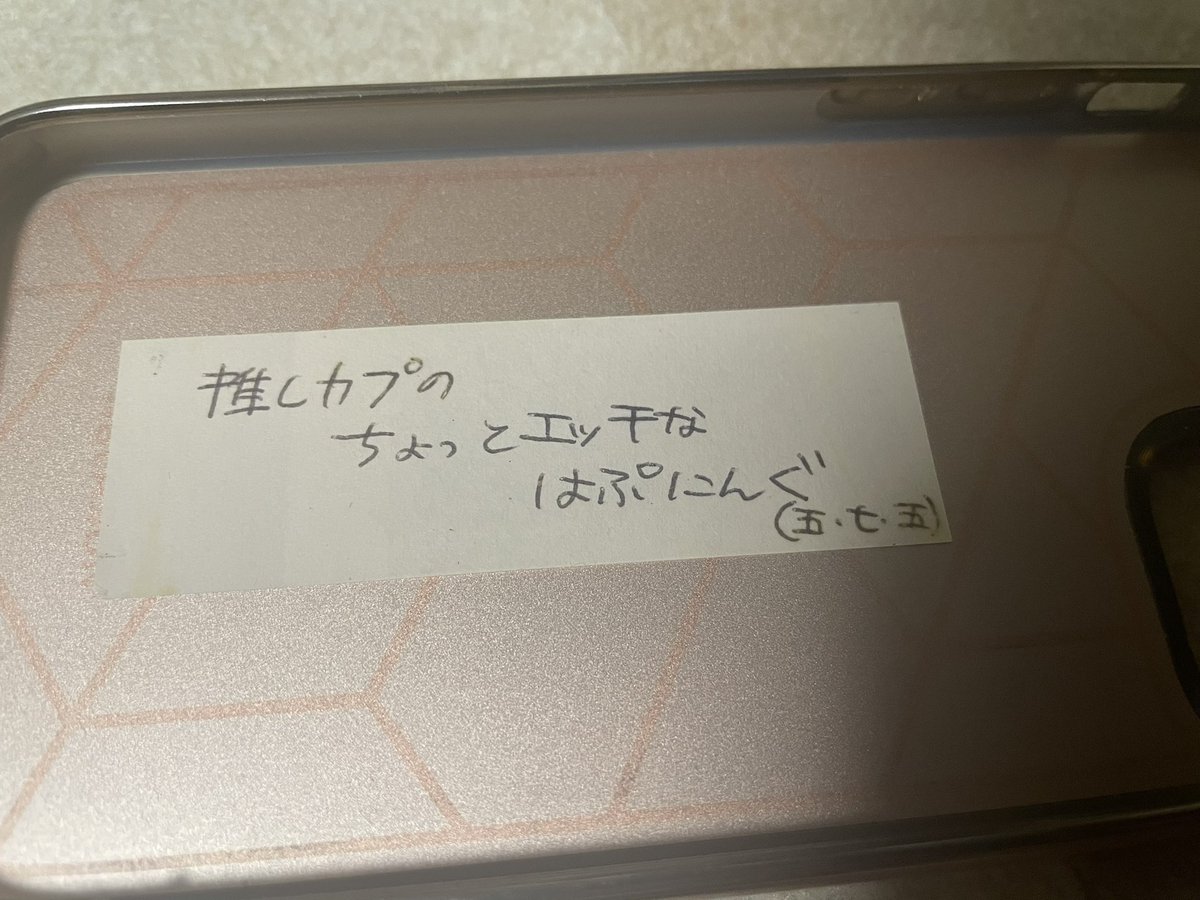 推しカプの
ちょっとエッチな
はぷにんぐ
(五・七・五)